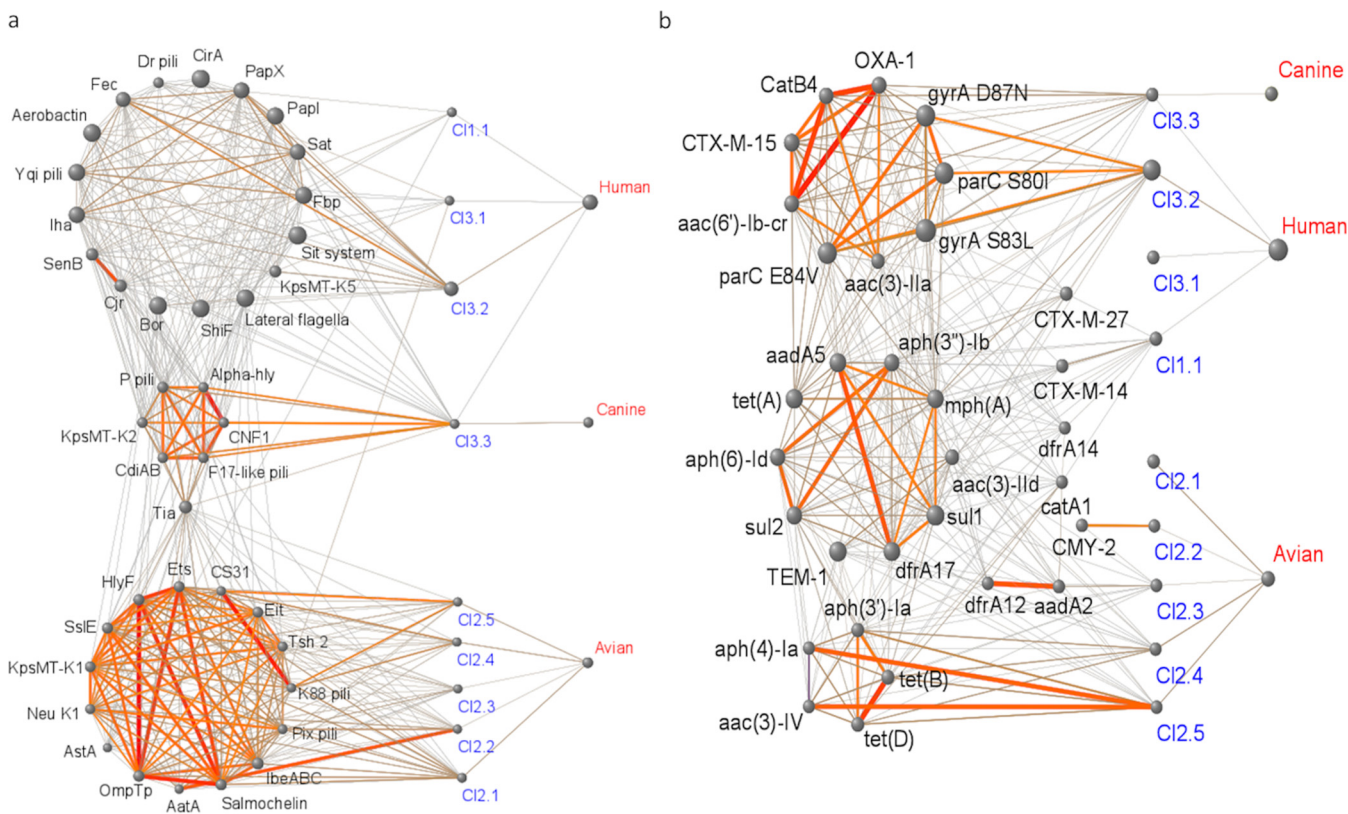 a
b
CirA
Dr pili
PapX
Fec
PapI
Aerobactin
Sat
Cl1.1
Yqi pili
Fbp
Human
Iha
Cl3.1
Sit system
SenB
KpsMT-K5
Cjr
Bor
ShiF
Lateral flagella
Cl3.2
P pili
Alpha-hly
Canine
KpsMT-K2
CNF1
Cl3.3
CdiAB
F17-like pili
Tia
Ets
CS31
HlyF
Eit
Cl2.5
SslE
Tsh 2
Avian
Cl2.4
KpsMT-K1
K88 pili
Cl2.3
Neu K1
Pix pili
Cl2.2
AstA
IbeABC
OmpTp
Salmochelin
Cl2.1
AatA
OXA-1
Canine
CatB4
gyrA D87N
Cl3.3
CTX-M-15
parC S80I
Cl3.2
aac(6')-Ib-cr
Human
gyrA S83L
parC E84V
aac(3)-IIa
Cl3.1
CTX-M-27
aph(3")-Ib
aadA5
Cl1.1
CTX-M-14
tet(A)
mph(A)
dfrA14
aph(6)-Id
aac(3)-IId
Cl2.1
catA1
sul2
sul1
CMY-2
Cl2.2
Avian
TEM-1
dfrA17
dfrA12
aadA2
Cl2.3
aph(3')-Ia
aph(4)-Ia
Cl2.4
tet(B)
aac(3)-IV
tet(D)
Cl2.5